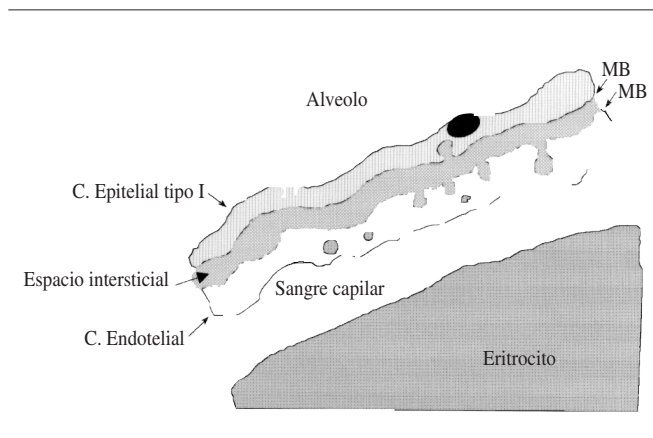 MB
MB
Alveolo
C. Epitelial tipo I
Espacio intersticial
Sangre capilar
C. Endotelial
Eritrocito